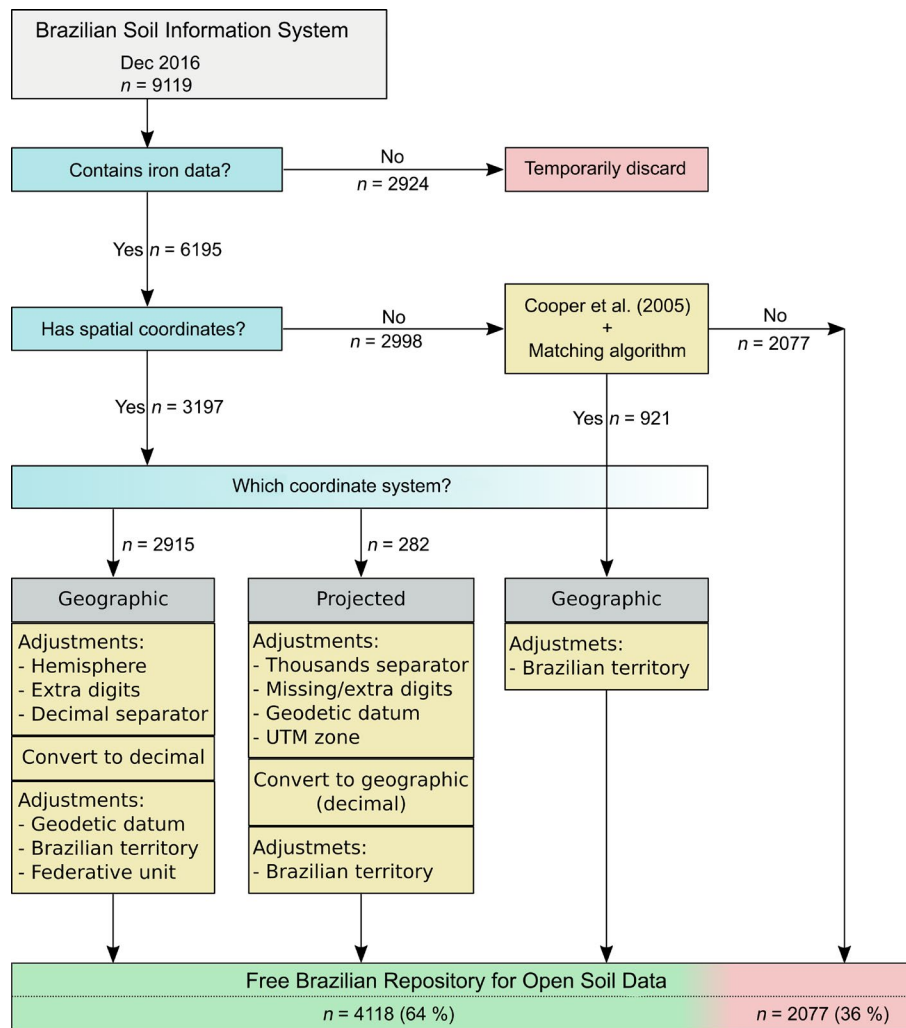 Brazilian Soil Information System
Dec 2016
n = 9119
Contains iron data?
No
n = 2924
Temporarily discard
Yes n = 6195
Has spatial coordinates?
No
n = 2998
Cooper et al. (2005)
+
Matching algorithm
No
n = 2077
Yes n = 3197
Yes n = 921
Which coordinate system?
n = 2915
n = 282
Geographic
Adjustments:
- Hemisphere
- Extra digits
- Decimal separator
Convert to decimal
Adjustments:
- Geodetic datum
- Brazilian territory
- Federative unit
Projected
Adjustments:
- Thousands separator
- Missing/extra digits
- Geodetic datum
- UTM zone
Convert to geographic
(decimal)
Adjustmets:
- Brazilian territory
Geographic
Adjustmets:
- Brazilian territory
Free Brazilian Repository for Open Soil Data
n = 4118 (64 %)
n = 2077 (36 %)